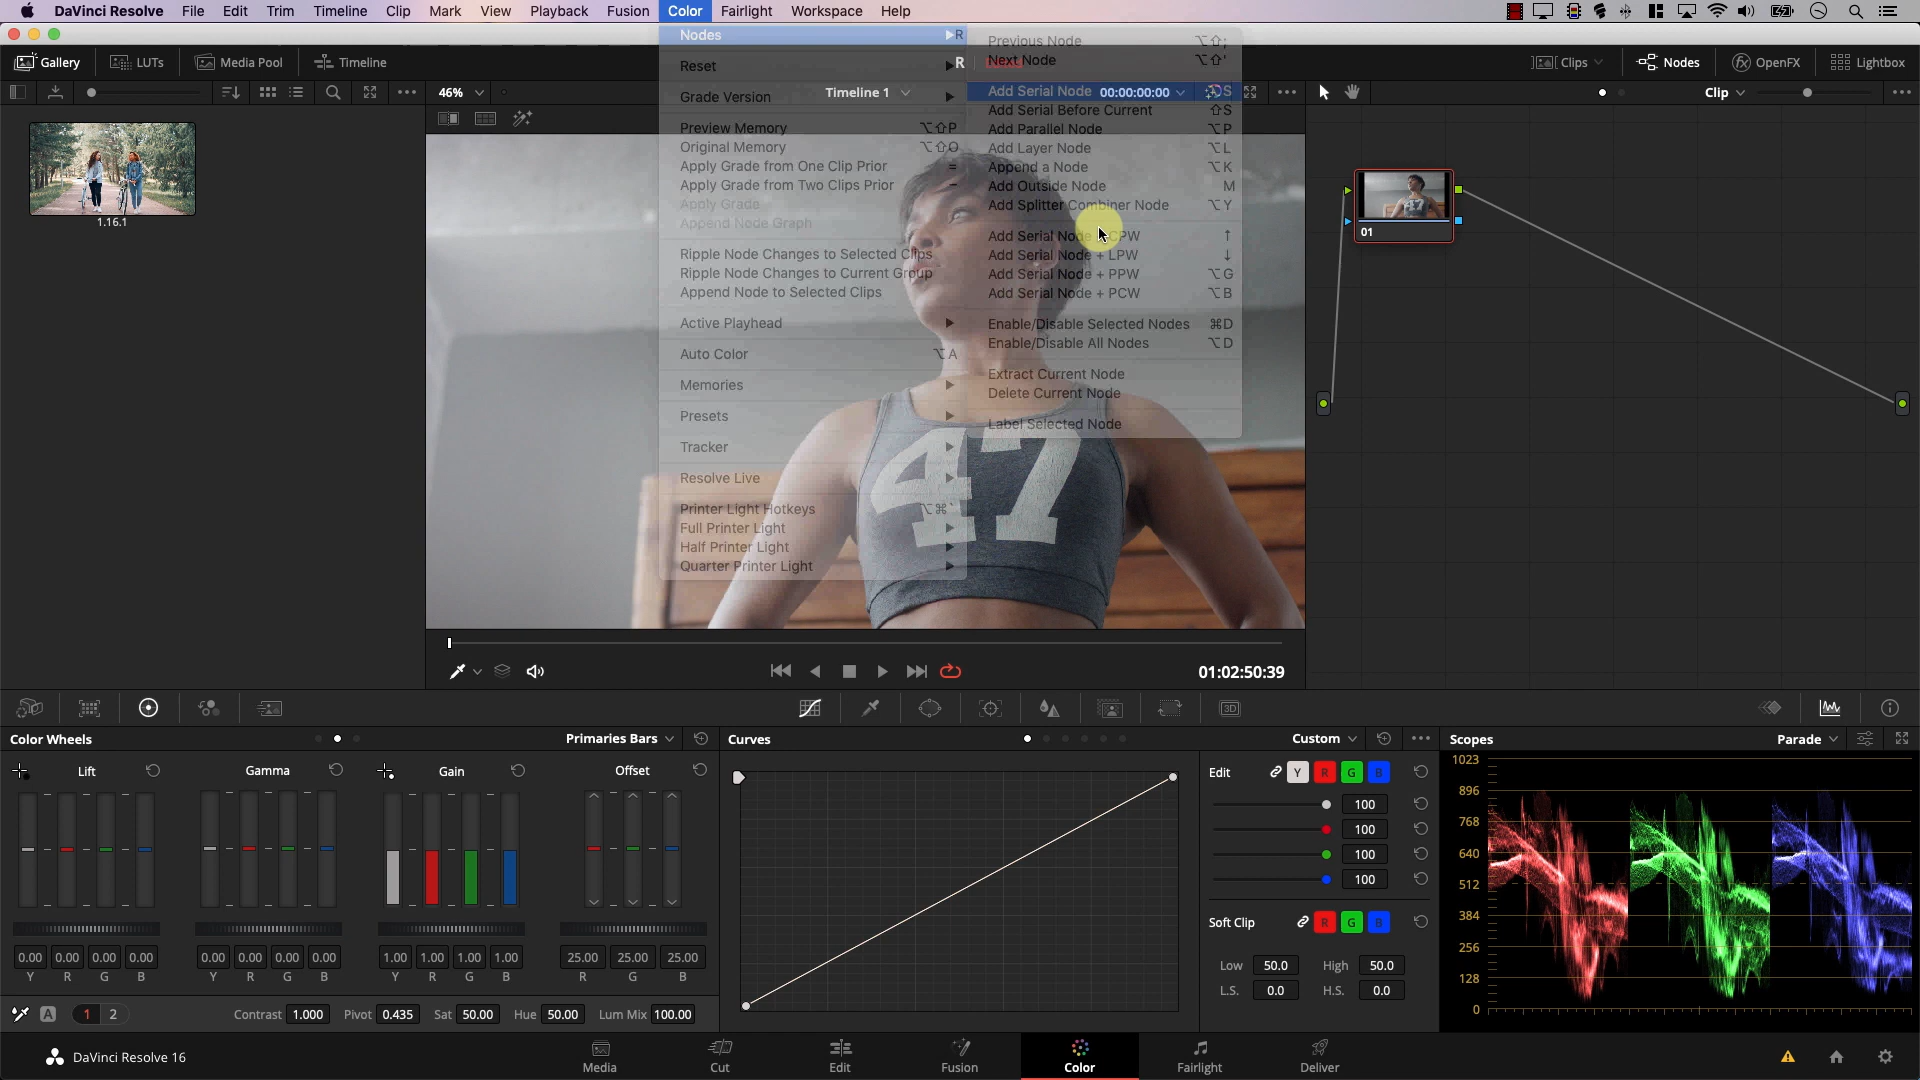 DaVinci Resolve File Edit Trim Timeline Clip Mark View Playback Fusion Color Fairlight Workspace Help
Gallery LUTs Media Pool Timeline
Clips Nodes OpenFX Lightbox
46% Timeline 1 00:00:00:00 Clip
1.16.1
Nodes
Reset
Grade Version
Preview Memory ⌥⇧P
Original Memory ⌥⇧O
Apply Grade from One Clip Prior =
Apply Grade from Two Clips Prior -
Apply Grade
Append Node Graph
Ripple Node Changes to Selected Clips
Ripple Node Changes to Current Group
Append Node to Selected Clips
Active Playhead
Auto Color ⌥A
Memories
Presets
Tracker
Resolve Live
Printer Light Hotkeys ⌥⌘`
Full Printer Light
Half Printer Light
Quarter Printer Light
Previous Node ⌥⇧;
Next Node ⌥⇧'
Add Serial Node ⌥S
Add Serial Before Current ⇧S
Add Parallel Node ⌥P
Add Layer Node ⌥L
Append a Node ⌥K
Add Outside Node M
Add Splitter Combiner Node ⌥Y
Add Serial Node + CPW ↑
Add Serial Node + LPW ↓
Add Serial Node + PPW ⌥G
Add Serial Node + PCW ⌥B
Enable/Disable Selected Nodes ⌘D
Enable/Disable All Nodes ⌥D
Extract Current Node
Delete Current Node
Label Selected Node
47
01
01:02:50:39
Color Wheels Primaries Bars
Lift Gamma Gain Offset
0.00 0.00 0.00 0.00 0.00 0.00 0.00 0.00 1.00 1.00 1.00 1.00 25.00 25.00 25.00
Y R G B Y R G B Y R G B R G B
A 1 2 Contrast 1.000 Pivot 0.435 Sat 50.00 Hue 50.00 Lum Mix 100.00
Curves Custom
Edit Y R G B
100
100
100
100
Soft Clip R G B
Low 50.0 High 50.0
L.S. 0.0 H.S. 0.0
Scopes Parade
1023
896
768
640
512
384
256
128
0
DaVinci Resolve 16
Media Cut Edit Fusion Color Fairlight Deliver